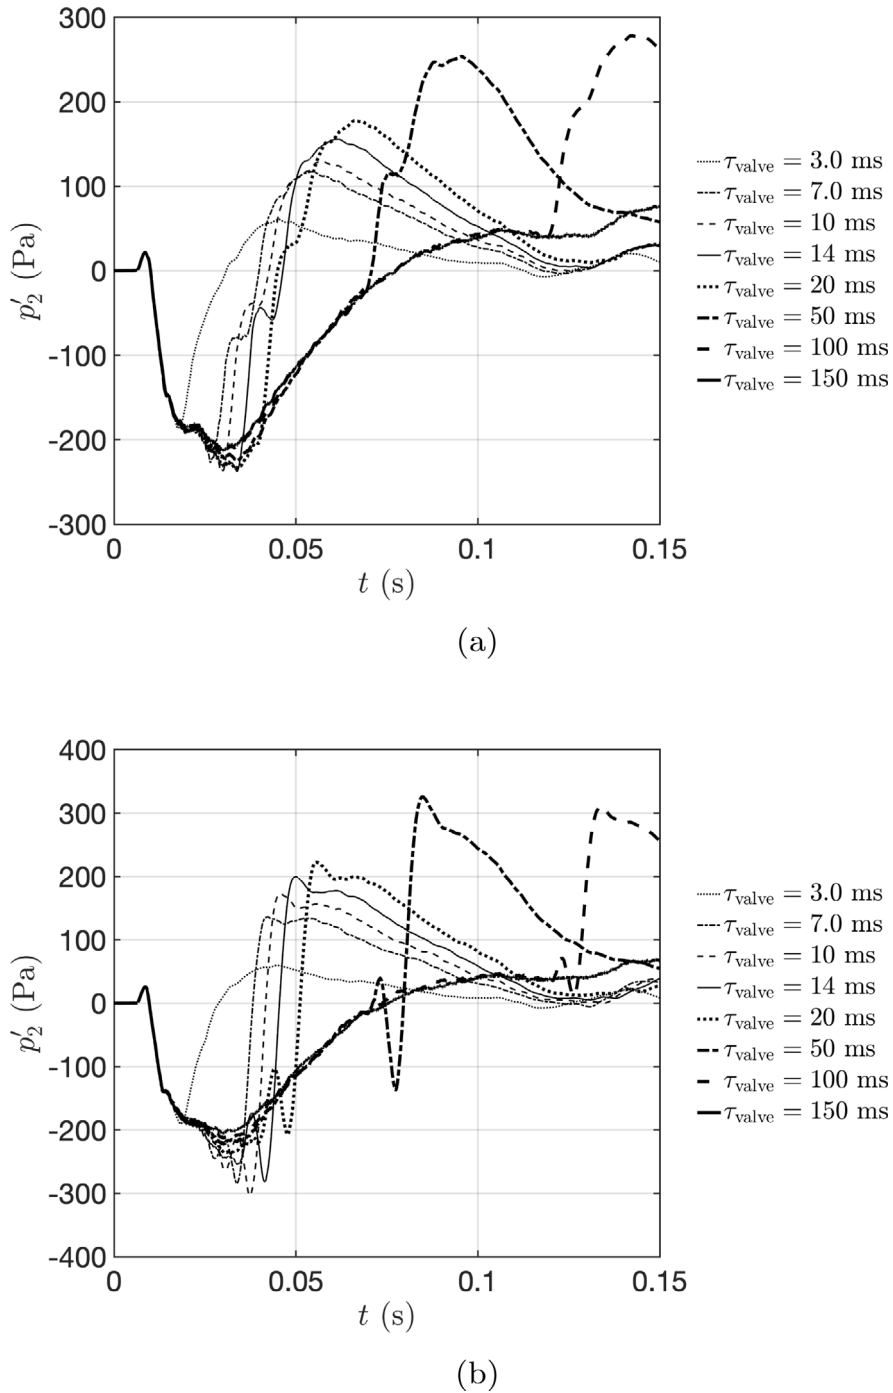 300
200
100
0
-100
-200
-300
p′₂ (Pa)
0 0.05 0.1 0.15
t (s)
τvalve = 3.0 ms
τvalve = 7.0 ms
τvalve = 10 ms
τvalve = 14 ms
τvalve = 20 ms
τvalve = 50 ms
τvalve = 100 ms
τvalve = 150 ms
(a)
400
300
200
100
0
-100
-200
-300
-400
p′₂ (Pa)
0 0.05 0.1 0.15
t (s)
τvalve = 3.0 ms
τvalve = 7.0 ms
τvalve = 10 ms
τvalve = 14 ms
τvalve = 20 ms
τvalve = 50 ms
τvalve = 100 ms
τvalve = 150 ms
(b)